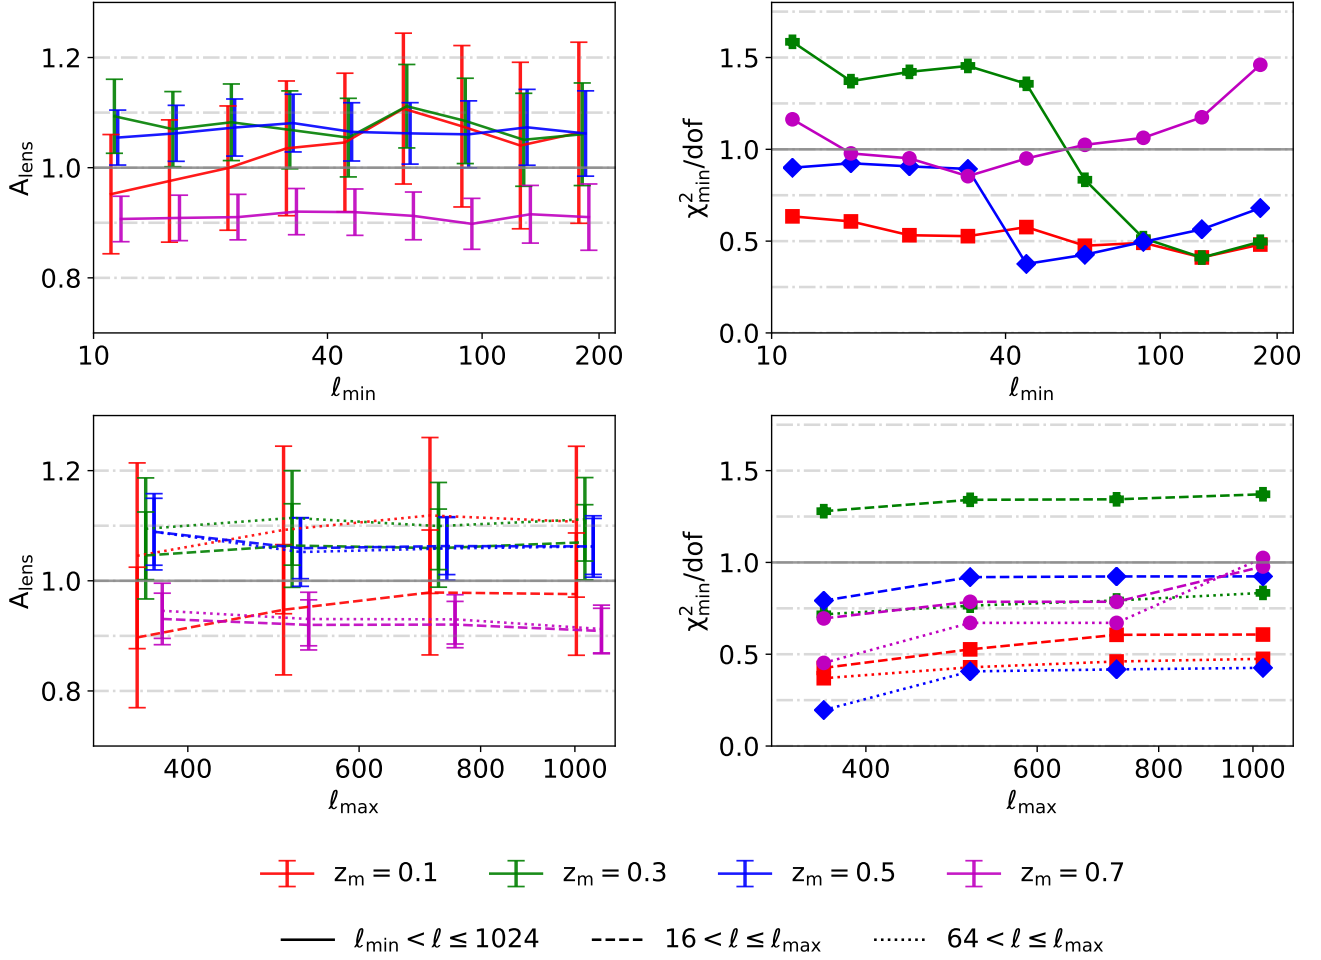 1.2
1.0
0.8
A_lens
10 40 100 200
ℓ_min
1.5
1.0
0.5
0.0
χ²_min/dof
10 40 100 200
ℓ_min
1.2
1.0
0.8
A_lens
400 600 800 1000
ℓ_max
1.5
1.0
0.5
0.0
χ²_min/dof
400 600 800 1000
ℓ_max
z_m = 0.1 z_m = 0.3 z_m = 0.5 z_m = 0.7
ℓ_min < ℓ ≤ 1024 16 < ℓ ≤ ℓ_max 64 < ℓ ≤ ℓ_max